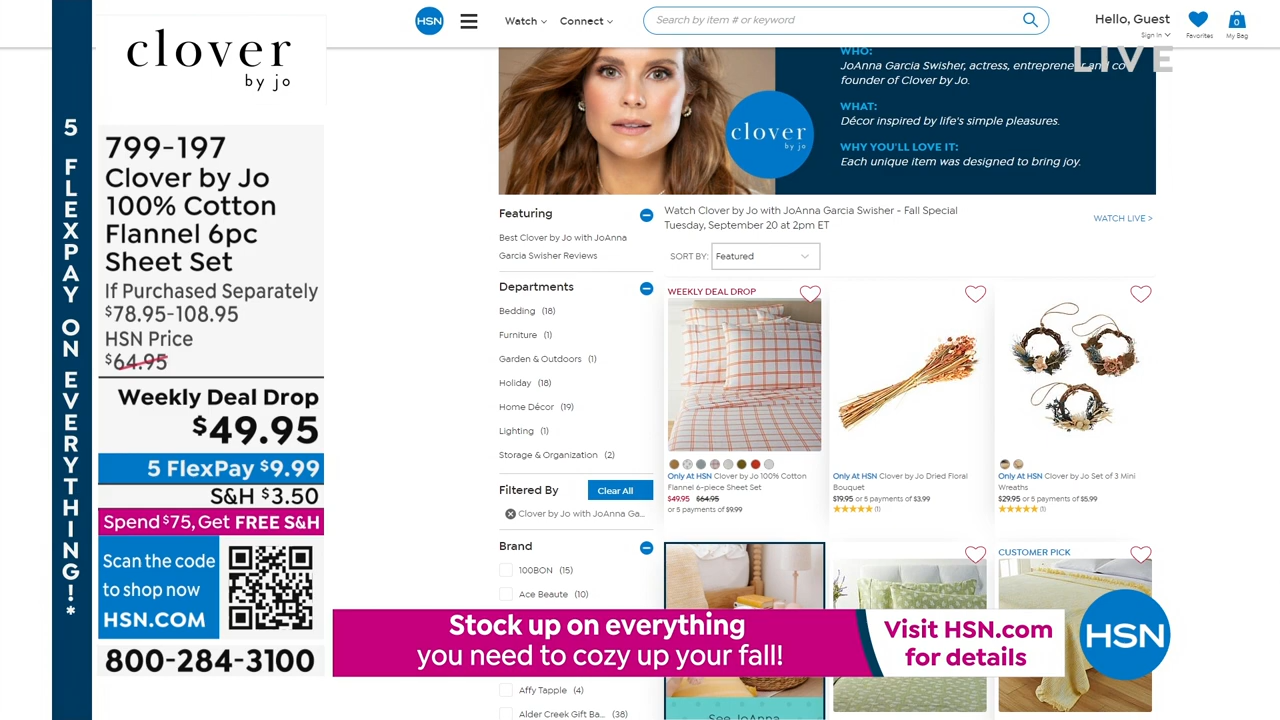 5 FLEXPAY ON EVERYTHING!*
clover
by jo
799-197
Clover by Jo
100% Cotton
Flannel 6pc
Sheet Set
If Purchased Separately
$78.95-108.95
HSN Price
$64.95
Weekly Deal Drop
$49.95
5 FlexPay $9.99
S&H $3.50
Spend $75, Get FREE S&H
Scan the code
to shop now
HSN.COM
800-284-3100
HSN
Watch
Connect
Search by item # or keyword
Hello, Guest
Sign In
Favorites
0
My Bag
LIVE
WHO:
JoAnna Garcia Swisher, actress, entrepreneur and co
founder of Clover by Jo.
WHAT:
Décor inspired by life's simple pleasures.
WHY YOU'LL LOVE IT:
Each unique item was designed to bring joy.
clover
by jo
Featuring
Best Clover by Jo with JoAnna
Garcia Swisher Reviews
Departments
Bedding (18)
Furniture (1)
Garden & Outdoors (1)
Holiday (18)
Home Décor (19)
Lighting (1)
Storage & Organization (2)
Filtered By
Clear All
Clover by Jo with JoAnna Ga...
Brand
100BON (15)
Ace Beaute (10)
Affy Tapple (4)
Alder Creek Gift Ba... (38)
Watch Clover by Jo with JoAnna Garcia Swisher - Fall Special
Tuesday, September 20 at 2pm ET
WATCH LIVE >
SORT BY: Featured
WEEKLY DEAL DROP
Only At HSN Clover by Jo 100% Cotton
Flannel 6-piece Sheet Set
$49.95 $64.95
or 5 payments of $9.99
Only At HSN Clover by Jo Dried Floral
Bouquet
$19.95 or 5 payments of $3.99
(1)
Only At HSN Clover by Jo Set of 3 Mini
Wreaths
$29.95 or 5 payments of $5.99
(1)
CUSTOMER PICK
See JoAnna
Stock up on everything
you need to cozy up your fall!
Visit HSN.com
for details
HSN